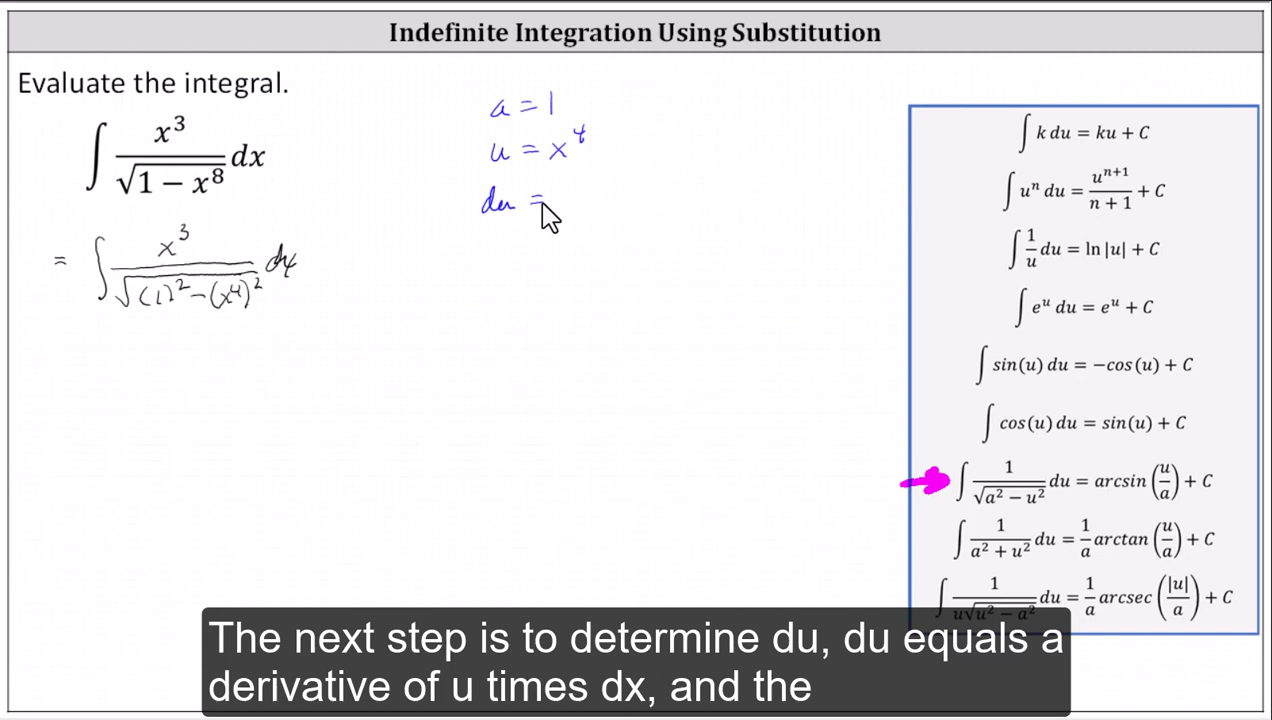 Indefinite Integration Using Substitution
Evaluate the integral.
∫ x³/√(1 − x⁸) dx
= ∫ x³/√((1)² − (x⁴)²) dx
a = 1
u = x⁴
du =
∫ k du = ku + C
∫ uⁿ du = uⁿ⁺¹/(n + 1) + C
∫ 1/u du = ln |u| + C
∫ eᵘ du = eᵘ + C
∫ sin(u) du = −cos(u) + C
∫ cos(u) du = sin(u) + C
∫ 1/√(a² − u²) du = arcsin (u/a) + C
∫ 1/(a² + u²) du = 1/a arctan (u/a) + C
∫ 1/(u√(u² − a²)) du = 1/a arcsec (|u|/a) + C
The next step is to determine du, du equals a
derivative of u times dx, and the